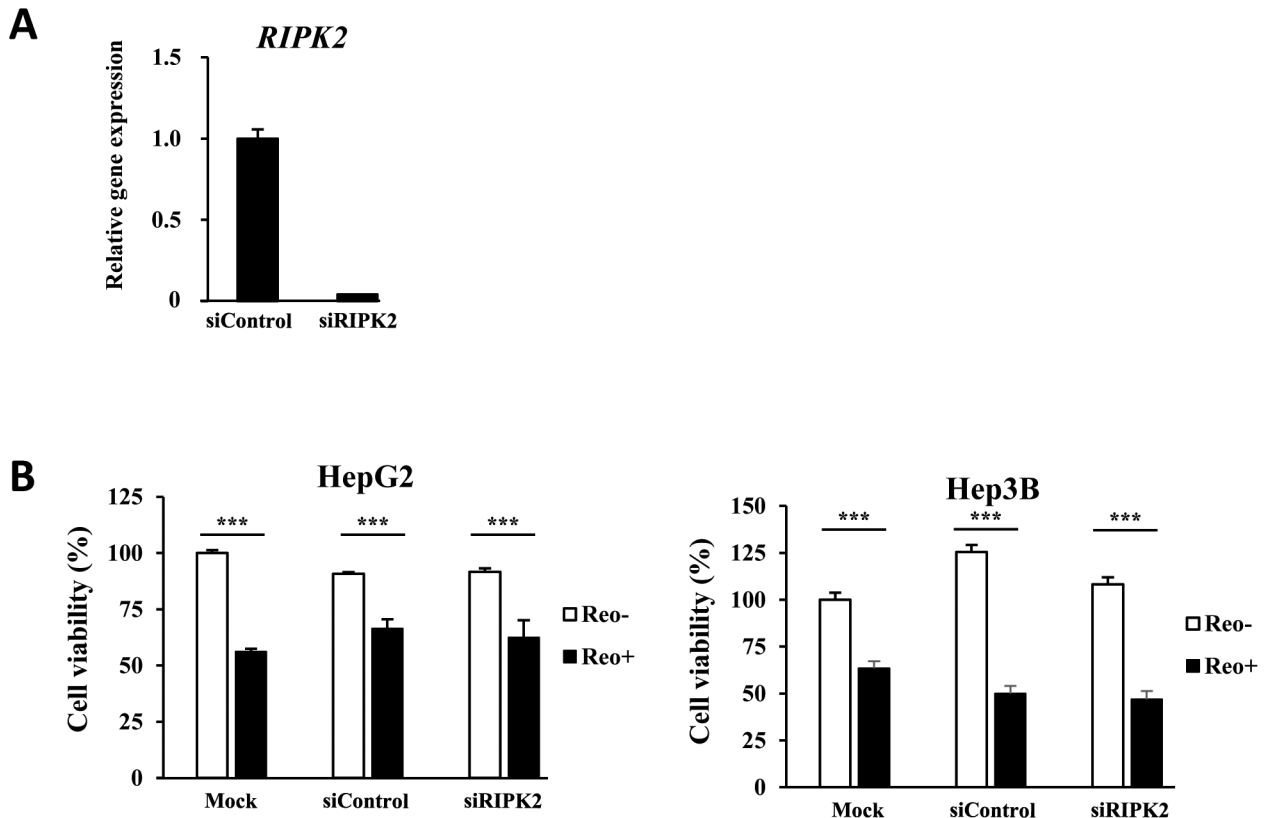 A
RIPK2
Relative gene expression
1.5
1.0
0.5
0
siControl
siRIPK2
B
HepG2
Cell viability (%)
125
100
75
50
25
0
***
***
***
Mock
siControl
siRIPK2
Reo-
Reo+
Hep3B
Cell viability (%)
150
125
100
75
50
25
0
***
***
***
Mock
siControl
siRIPK2
Reo-
Reo+